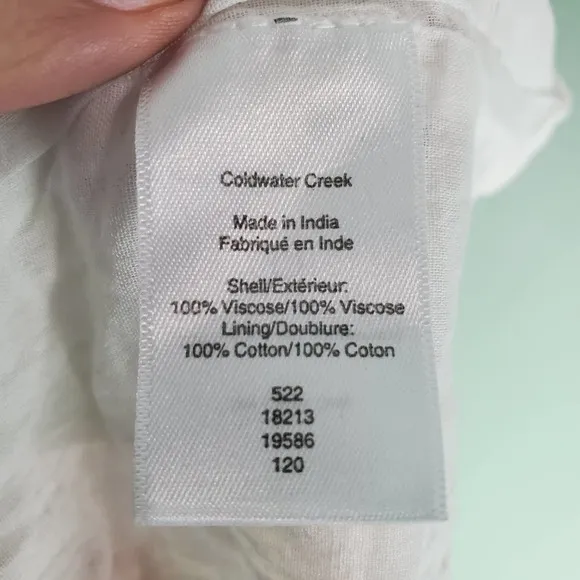 Coldwater Creek
Made in India
Fabriqué en Inde
Shell/Extérieur:
100% Viscose/100% Viscose
Lining/Doublure:
100% Cotton/100% Coton
522
18213
19586
120